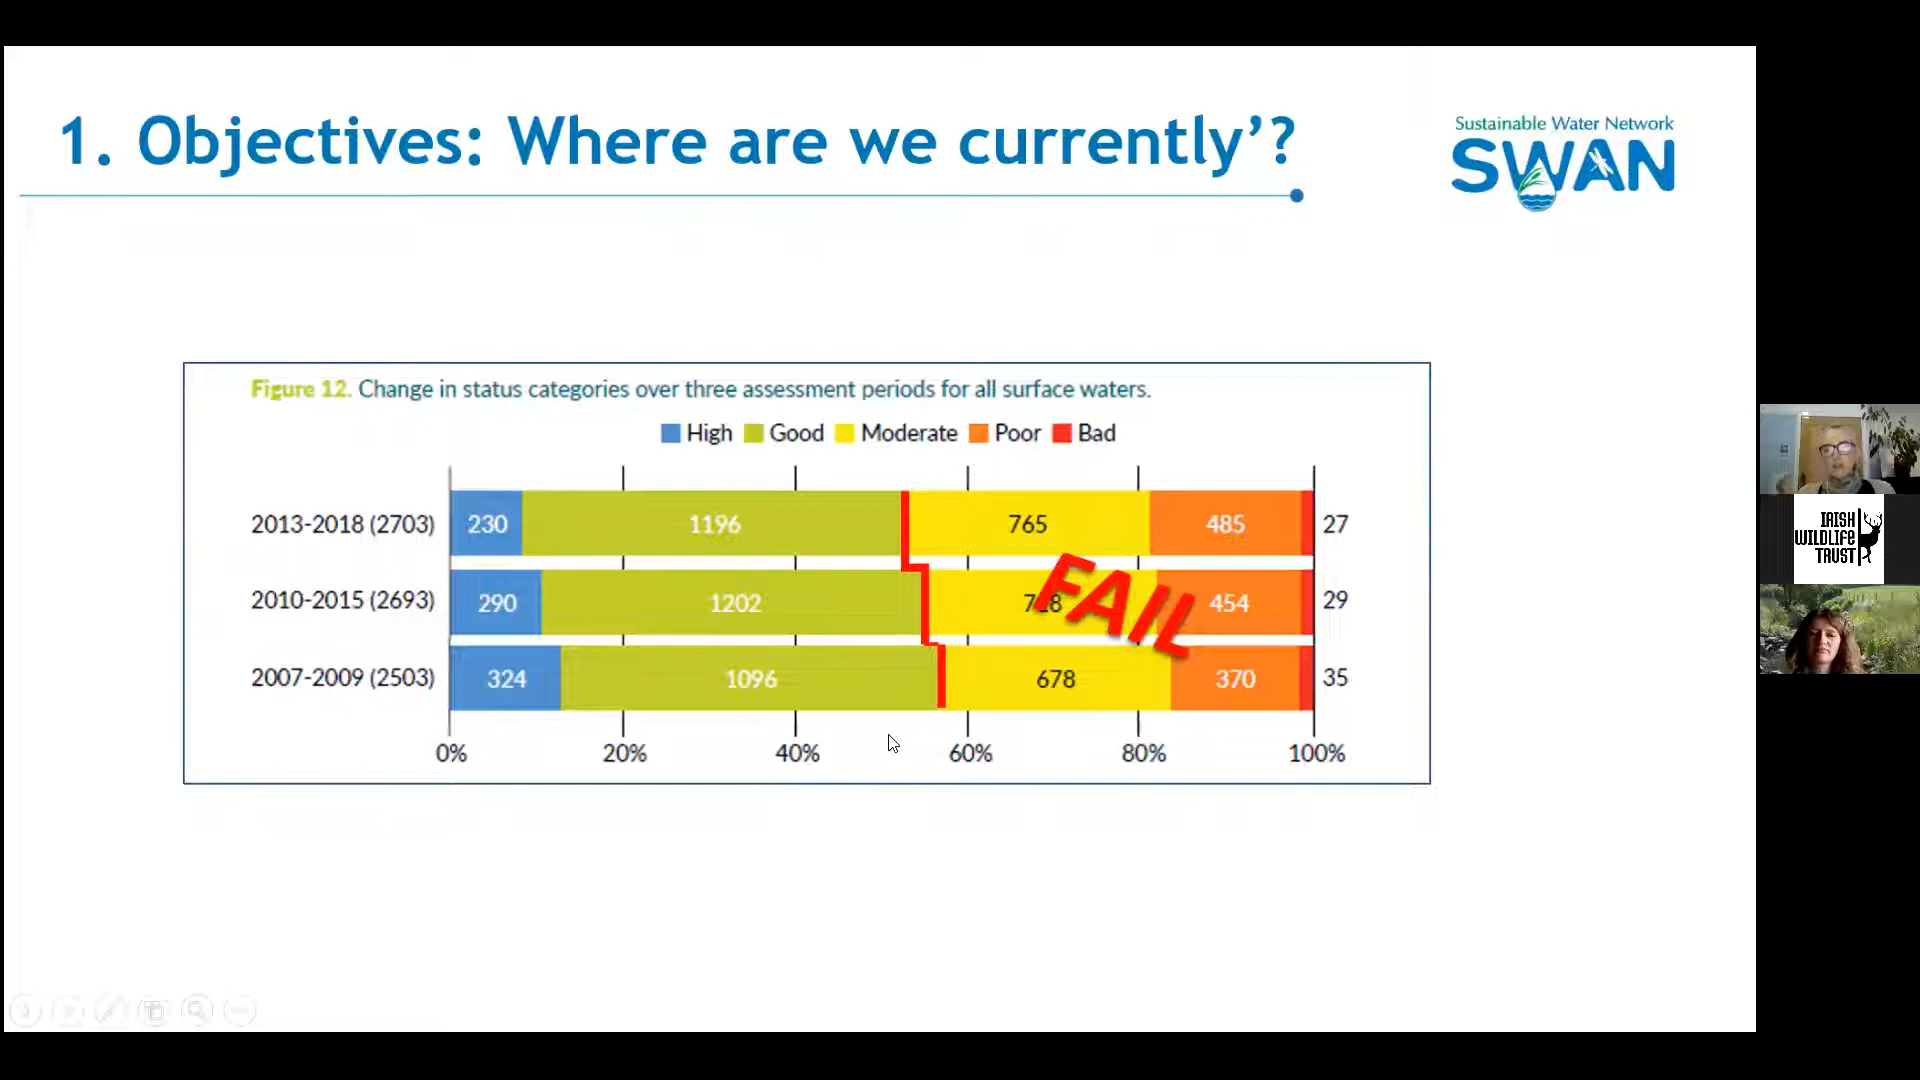 1. Objectives: Where are we currently’?
Sustainable Water Network
SWAN
Figure 12. Change in status categories over three assessment periods for all surface waters.
High Good Moderate Poor Bad
2013-2018 (2703) 230 1196 765 485 27
2010-2015 (2693) 290 1202 454 29
FAIL
2007-2009 (2503) 324 1096 678 370 35
0% 20% 40% 60% 80% 100%
IRISH
WILDLIFE
TRUST